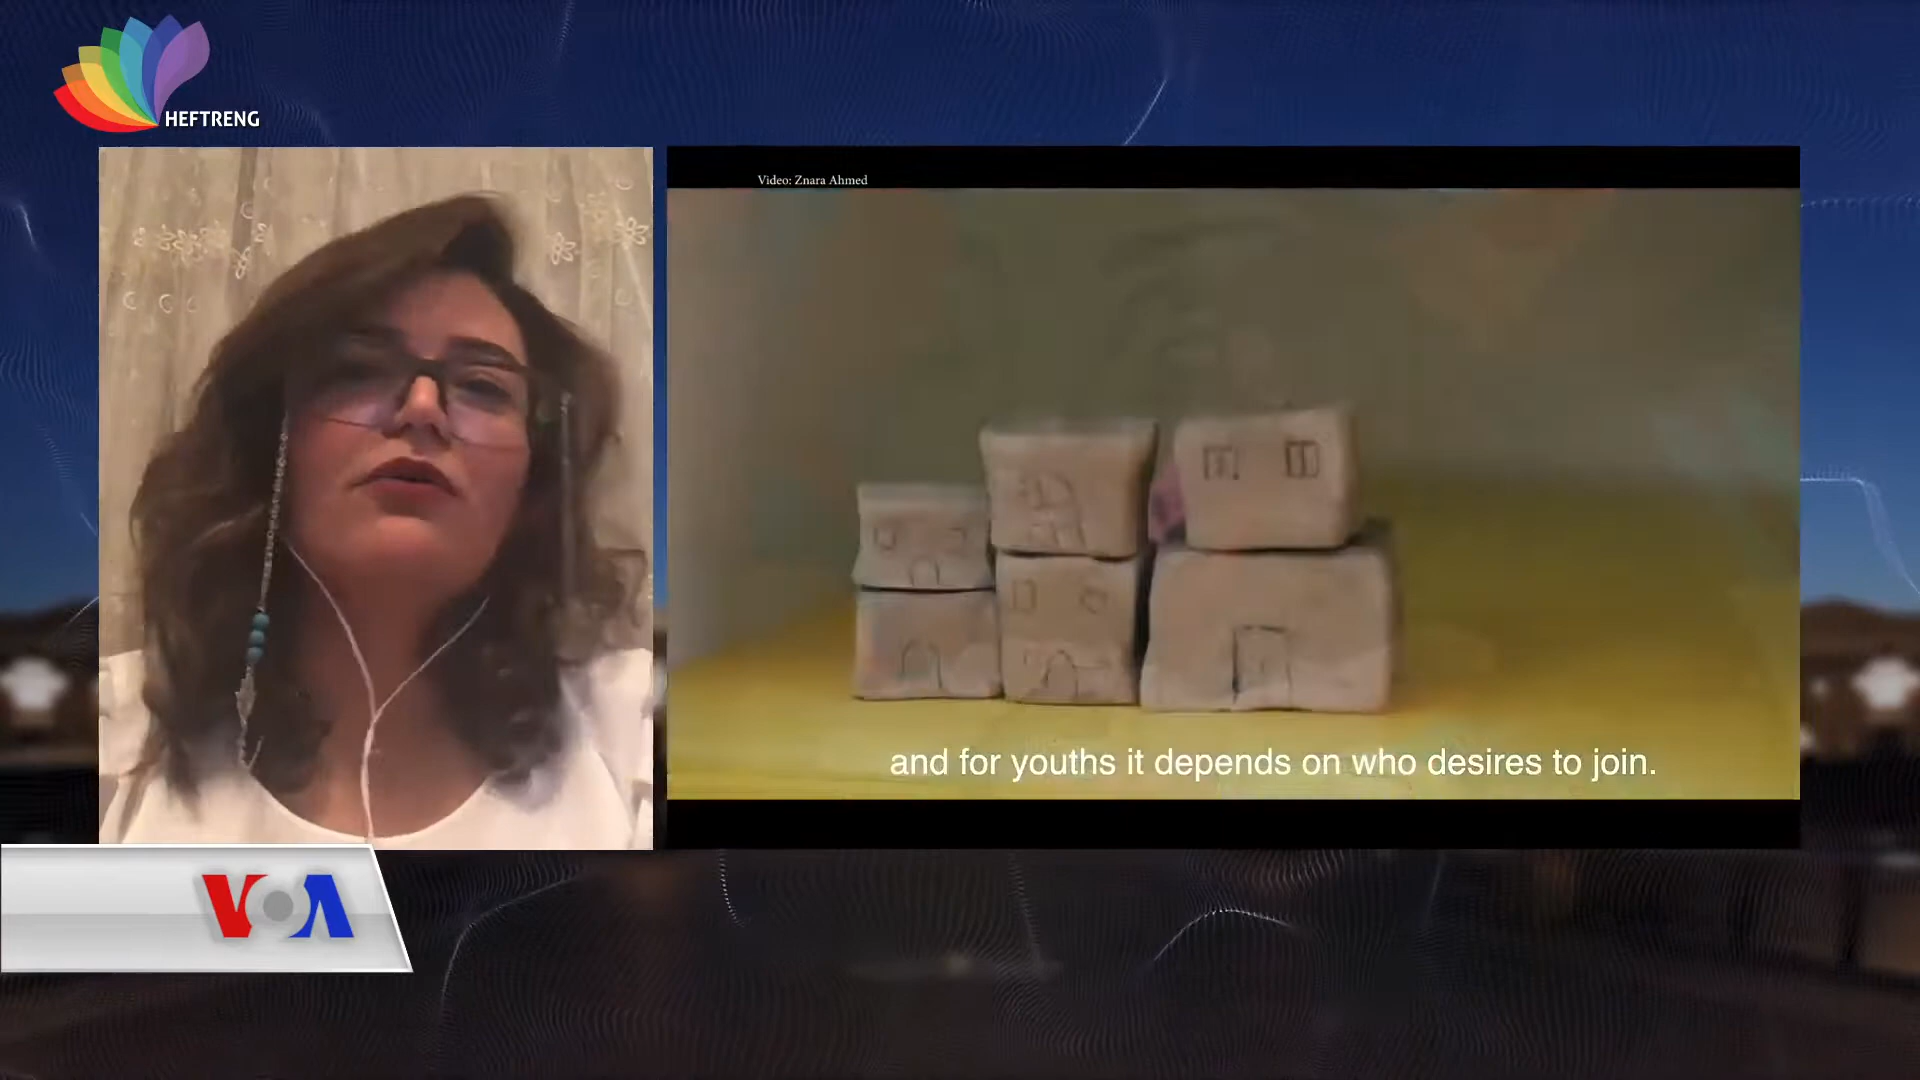 HEFTRENG
Video: Znara Ahmed
and for youths it depends on who desires to join.
VOA